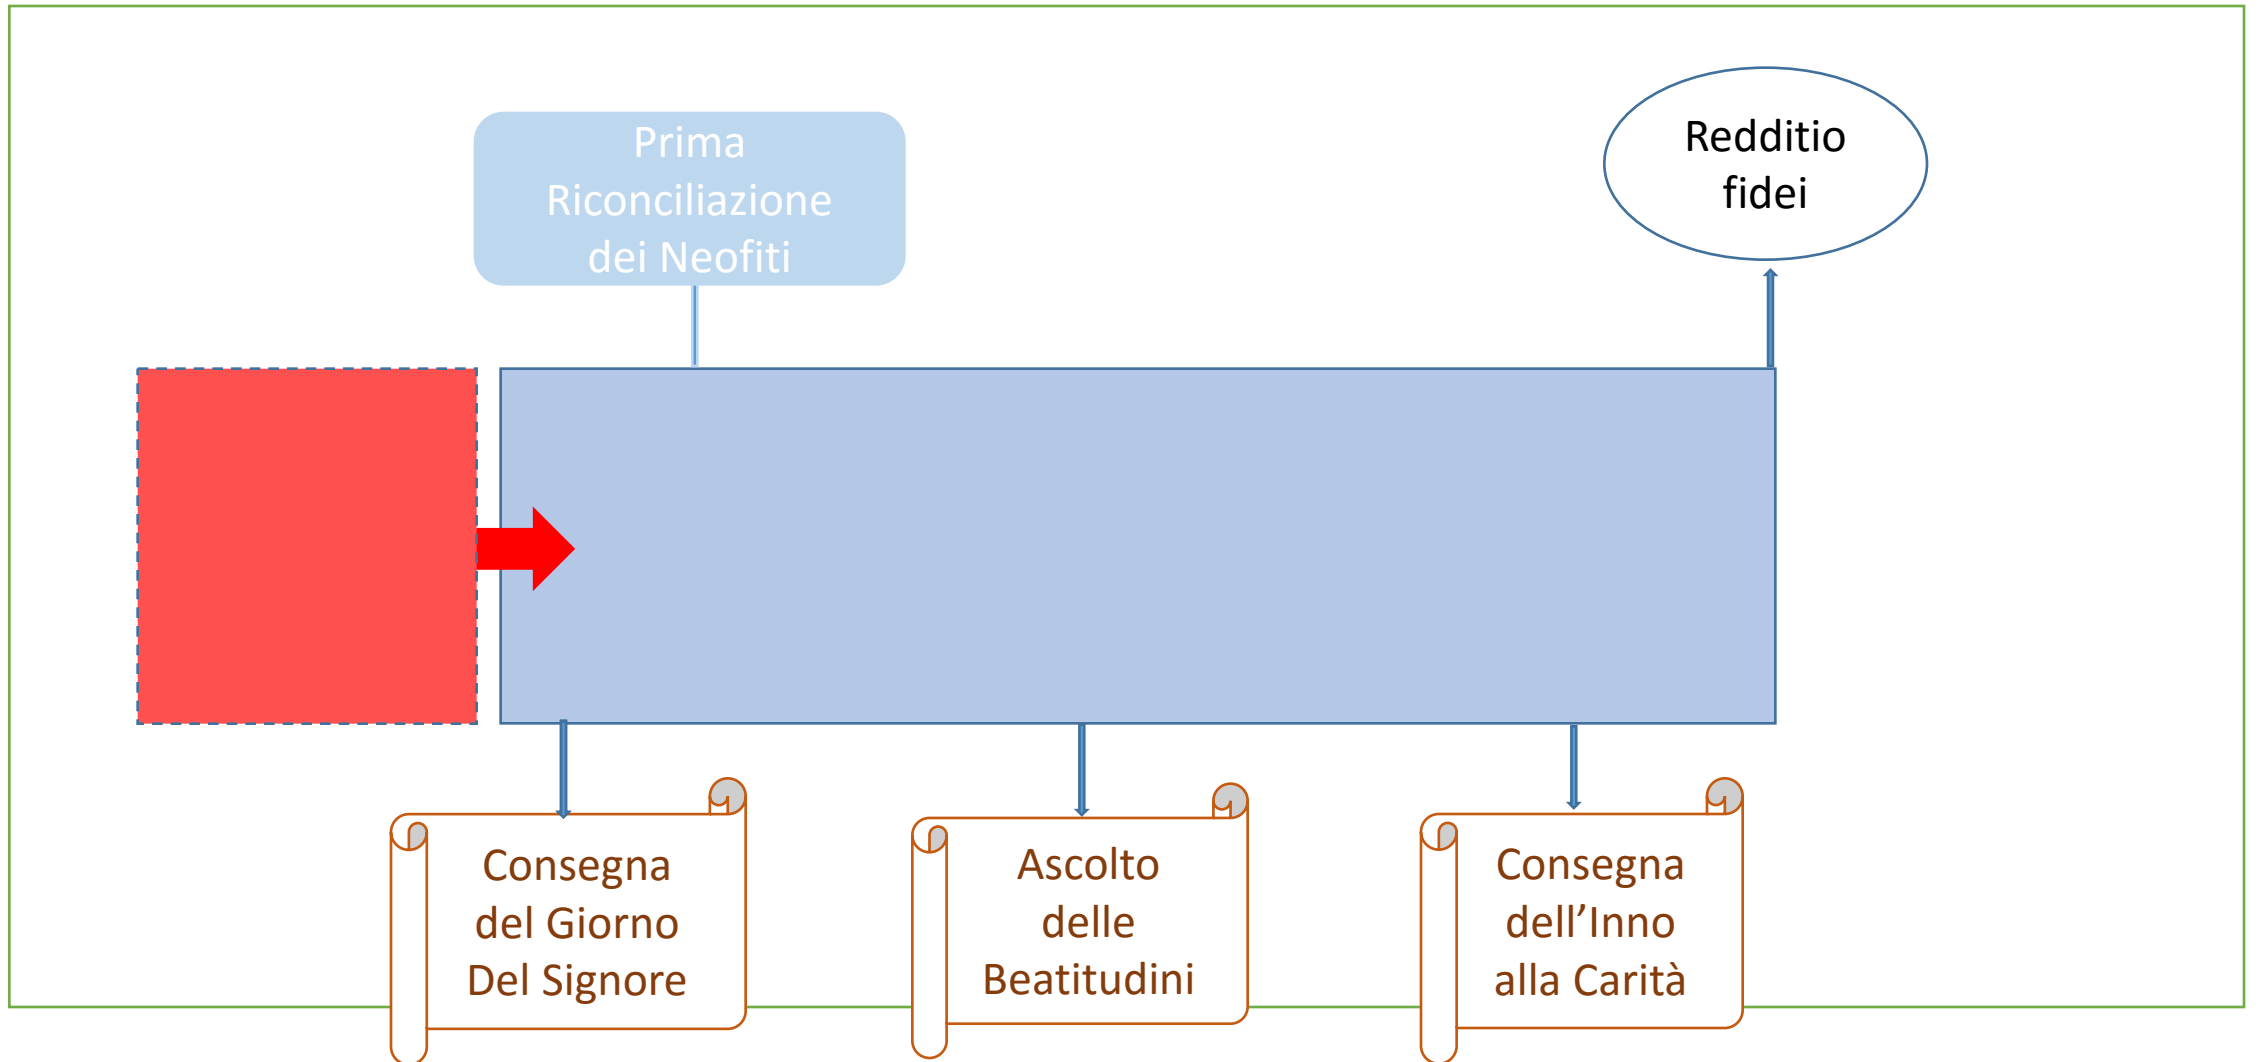 Prima
Riconciliazione
dei Neofiti
Redditio
fidei
Consegna
del Giorno
Del Signore
Ascolto
delle
Beatitudini
Consegna
dell’Inno
alla Carità